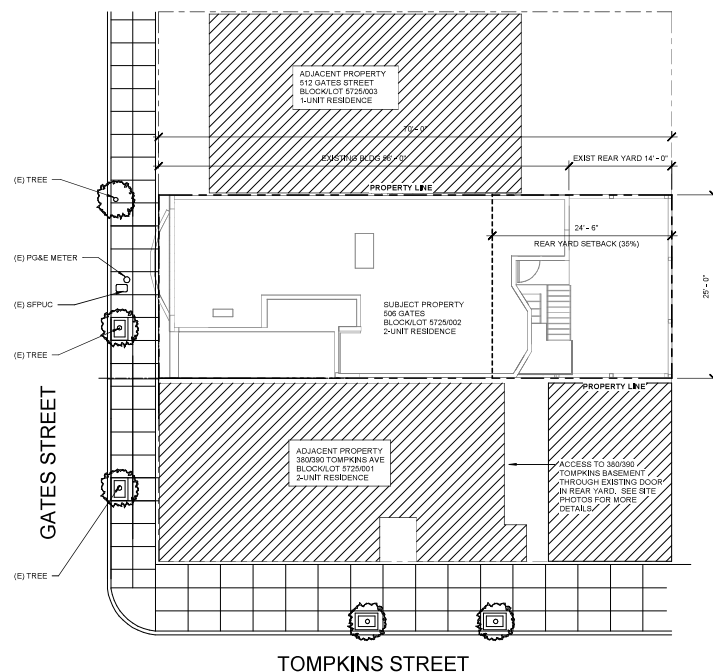 ADJACENT PROPERTY
512 GATES STREET
BLOCK/LOT 5725/003
1-UNIT RESIDENCE
70' - 0"
EXISTING BLDG 56' - 0"
EXIST REAR YARD 14' - 0"
(E) TREE
PROPERTY LINE
24' - 6"
REAR YARD SETBACK (35%)
(E) PG&E METER
(E) SFPUC
25' - 0"
SUBJECT PROPERTY
506 GATES
BLOCK/LOT 5725/002
2-UNIT RESIDENCE
(E) TREE
PROPERTY LINE
GATES STREET
ADJACENT PROPERTY
380/390 TOMPKINS AVE
BLOCK/LOT 5725/001
2-UNIT RESIDENCE
ACCESS TO 380/390
TOMPKINS BASEMENT
THROUGH EXISTING DOOR
IN REAR YARD. SEE SITE
PHOTOS FOR MORE
DETAILS.
(E) TREE
TOMPKINS STREET